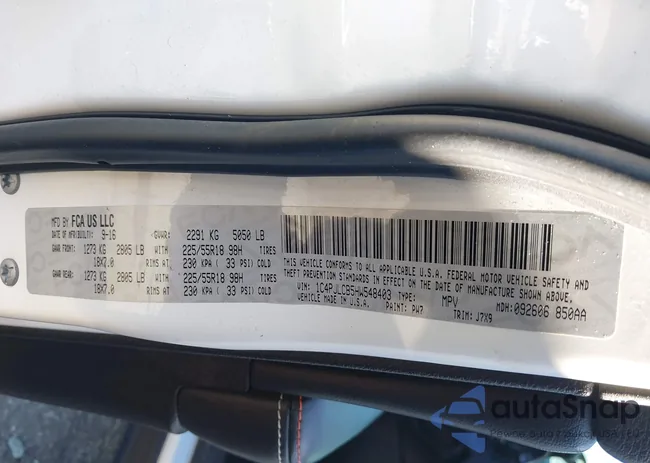 MFD BY FCA US LLC
DATE OF MFR(BUILT): 9-16 GVWR: 2291 KG 5050 LB
GAWR FRONT: 1273 KG 2805 LB WITH 225/55R18 98H TIRES
18X7.0 RIMS AT 230 KPA ( 33 PSI) COLD
GAWR REAR: 1273 KG 2805 LB WITH 225/55R18 98H TIRES
18X7.0 RIMS AT 230 KPA ( 33 PSI) COLD
THIS VEHICLE CONFORMS TO ALL APPLICABLE U.S.A. FEDERAL MOTOR VEHICLE SAFETY AND
THEFT PREVENTION STANDARDS IN EFFECT ON THE DATE OF MANUFACTURE SHOWN ABOVE.
VIN: 1C4PJLCB5HW548403 TYPE: MPV MDH: 092606 850AA
PAINT: PW7 TRIM: J7X9
autoSnap